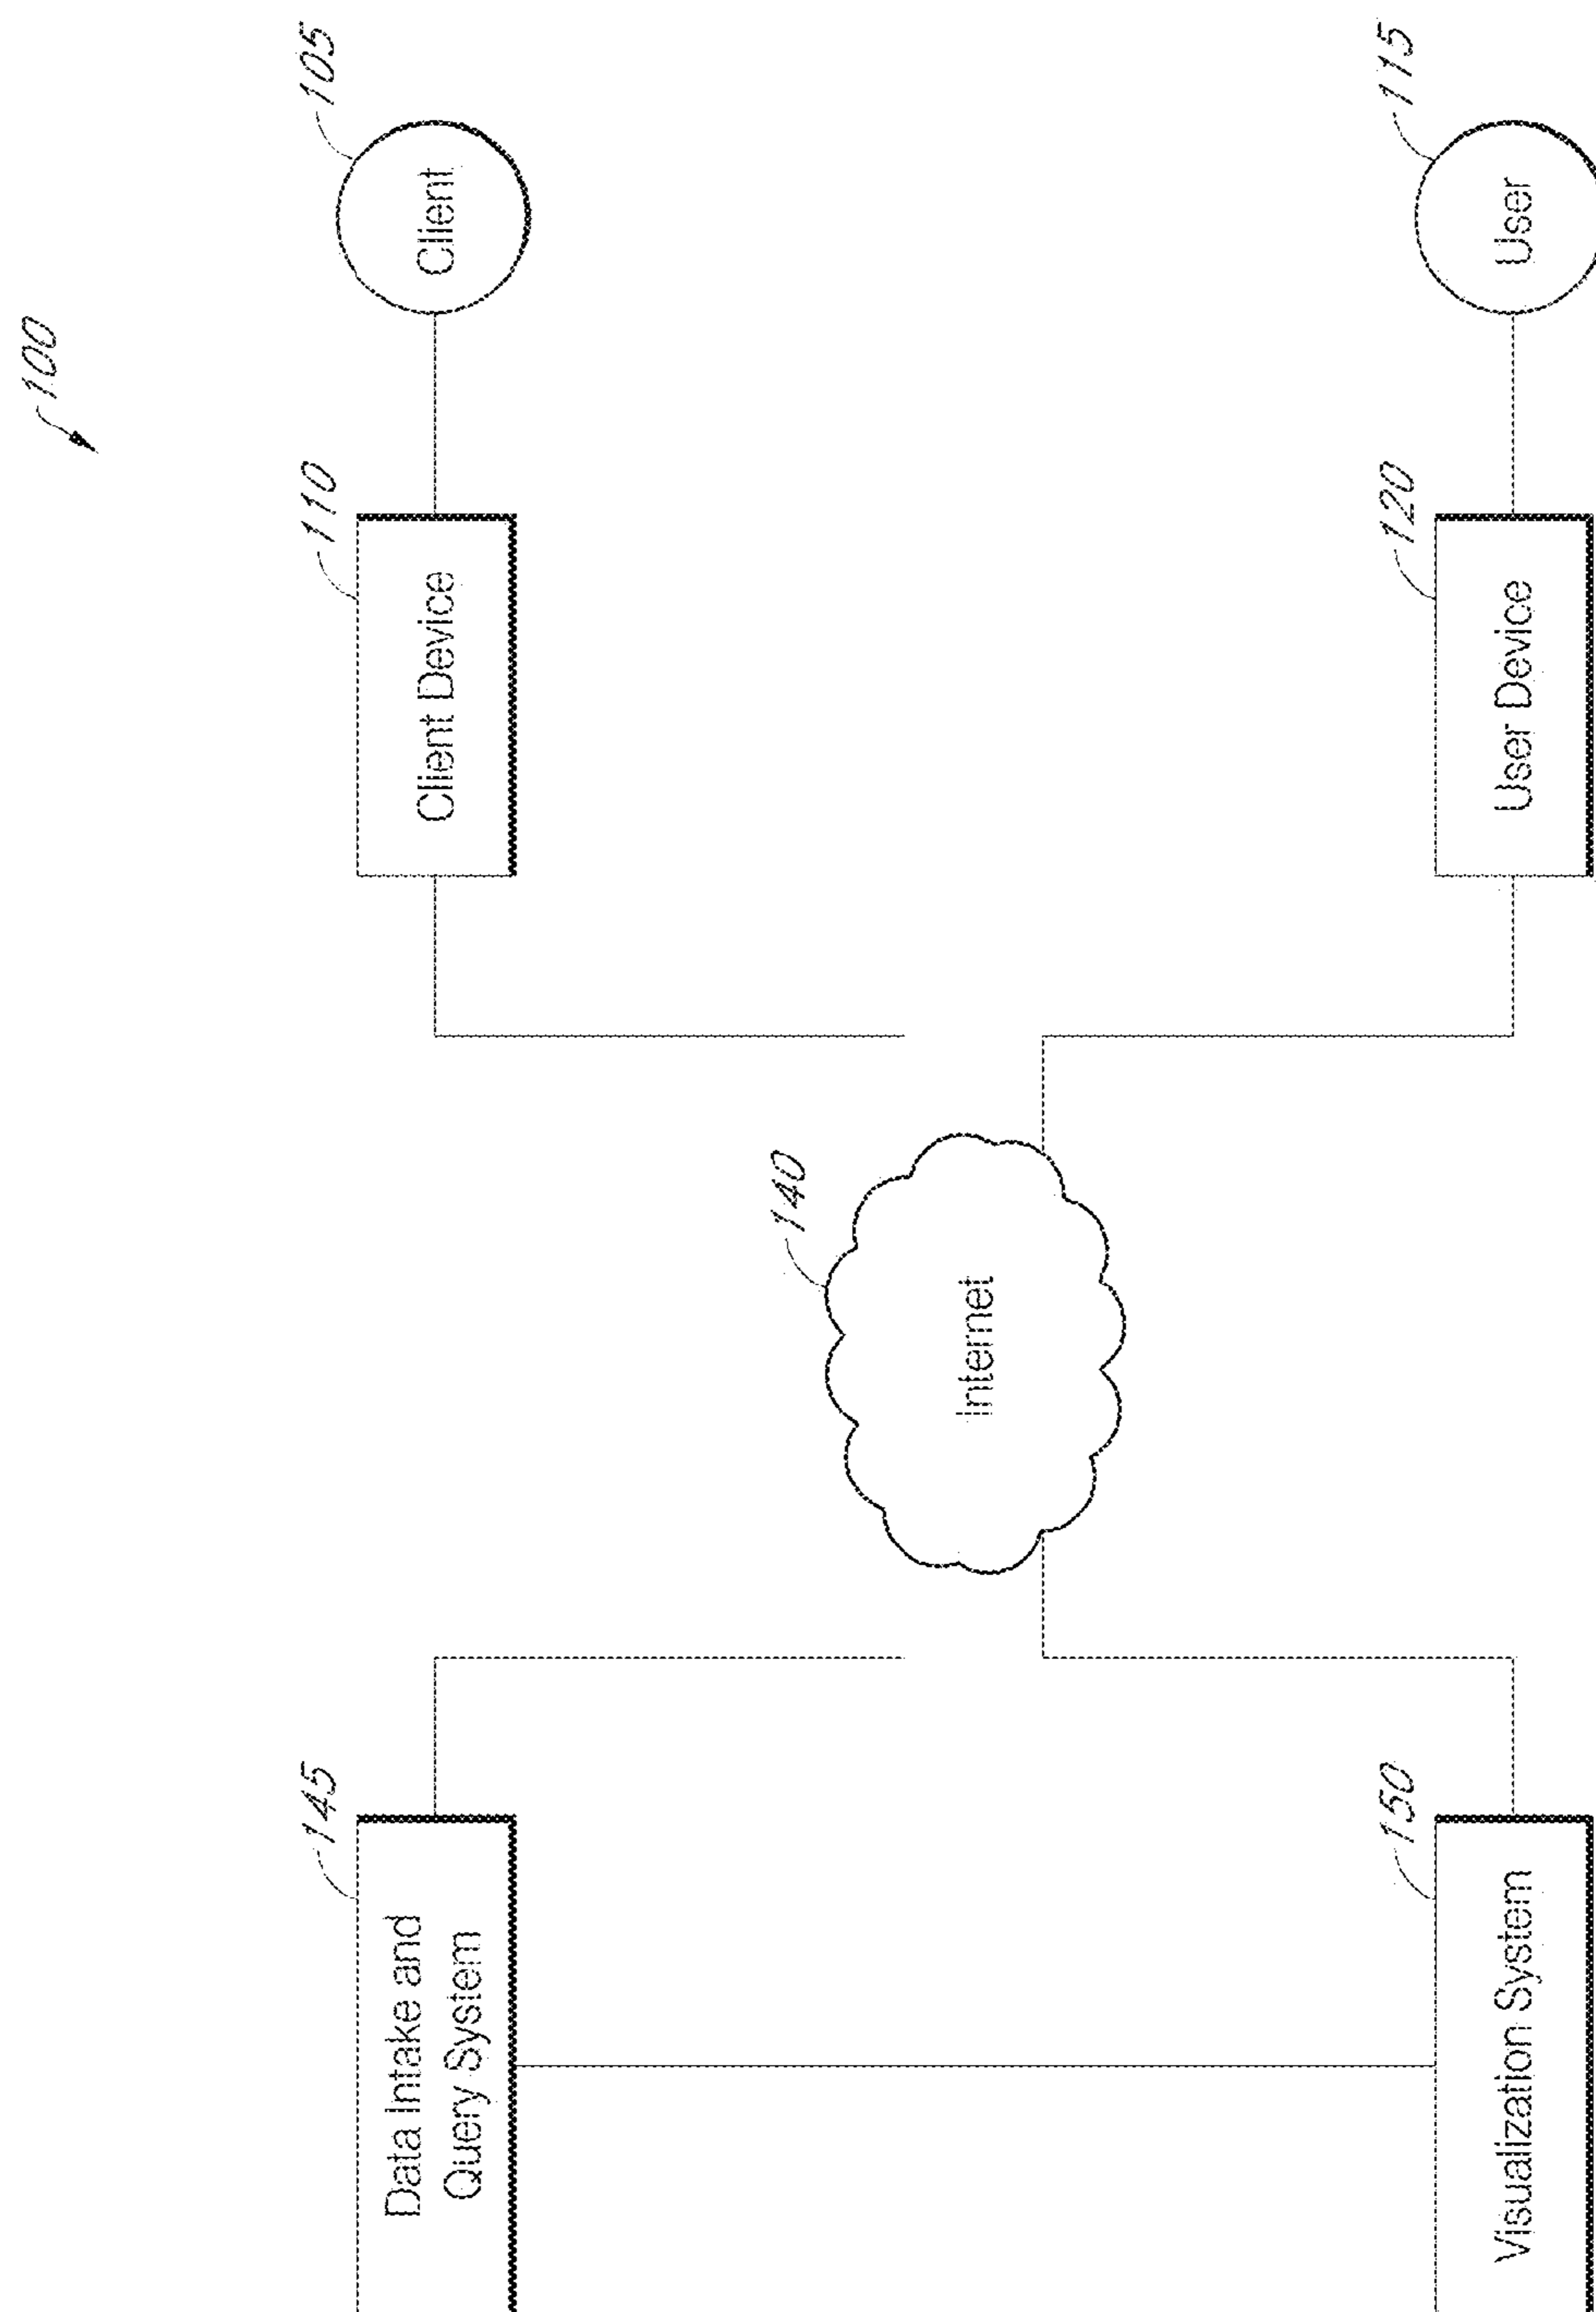 100
145
Data Intake and
Query System
140
Internet
110
Client Device
105
Client
150
Visualization System
120
User Device
115
User